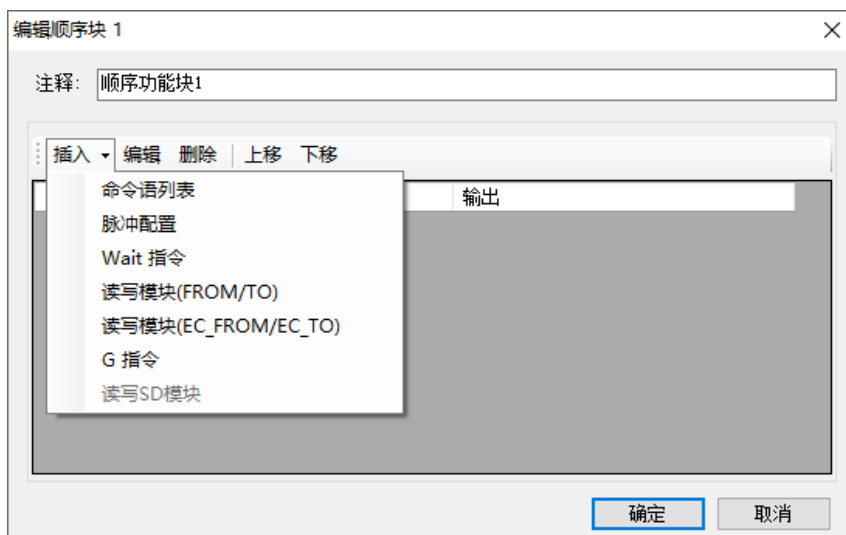 编辑顺序块 1
注释: 顺序功能块1
插入 编辑 删除 上移 下移
输出
命令语列表
脉冲配置
Wait 指令
读写模块(FROM/TO)
读写模块(EC_FROM/EC_TO)
G 指令
读写SD模块
确定 取消